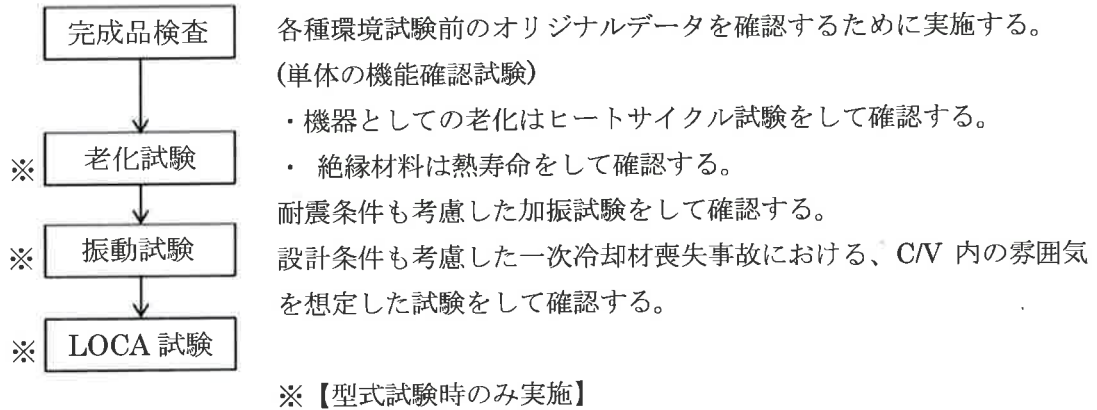 完成品検査
各種環境試験前のオリジナルデータを確認するために実施する。
(単体の機能確認試験)
・機器としての老化はヒートサイクル試験をして確認する。
※ 老化試験
・ 絶縁材料は熱寿命をして確認する。
耐震条件も考慮した加振試験をして確認する。
※ 振動試験
設計条件も考慮した一次冷却材喪失事故における、C/V 内の雰囲気
を想定した試験をして確認する。
※ LOCA 試験
※【型式試験時のみ実施】